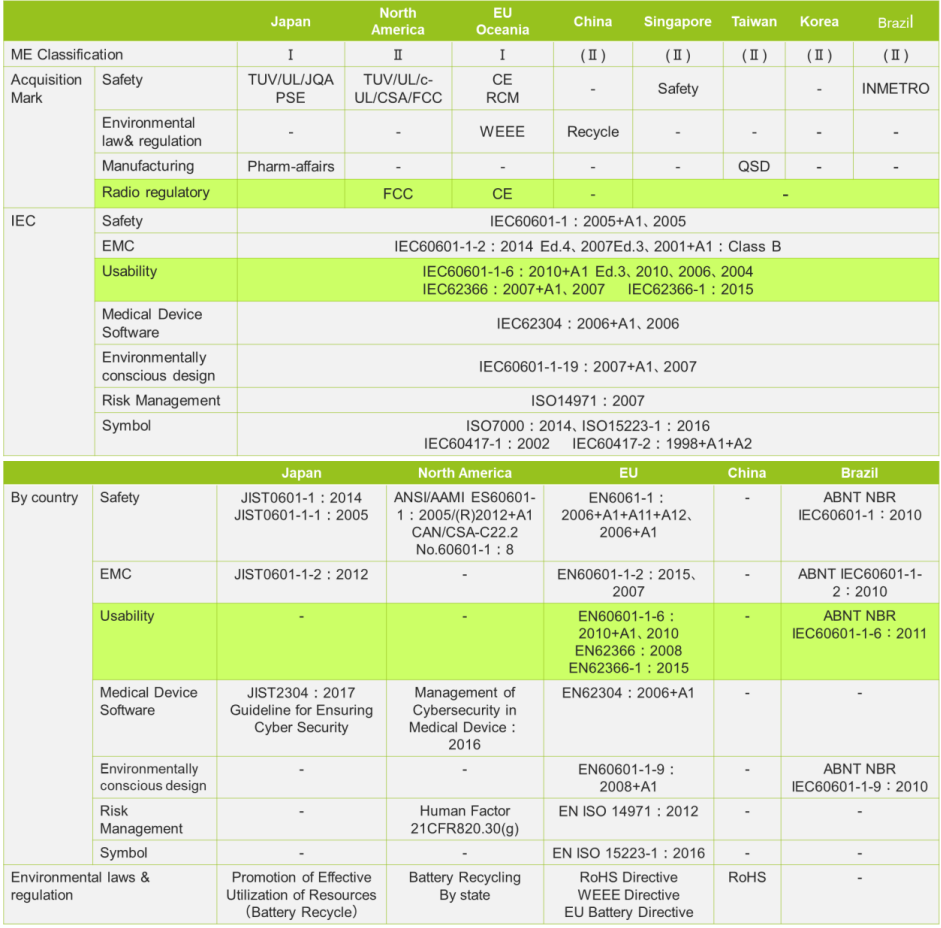 Japan North America EU Oceania China Singapore Taiwan Korea Brazil
ME Classification Ⅰ Ⅱ Ⅰ (Ⅱ) (Ⅱ) (Ⅱ) (Ⅱ) (Ⅱ)
Acquisition Mark Safety TUV/UL/JQA PSE TUV/UL/c-UL/CSA/FCC CE RCM - Safety - INMETRO
Environmental law& regulation - - WEEE Recycle - - - -
Manufacturing Pharm-affairs - - - - QSD - -
Radio regulatory FCC CE - -
IEC Safety IEC60601-1：2005+A1、2005
EMC IEC60601-1-2：2014 Ed.4、2007Ed.3、2001+A1：Class B
Usability IEC60601-1-6：2010+A1 Ed.3、2010、2006、2004
IEC62366：2007+A1、2007 IEC62366-1：2015
Medical Device Software IEC62304：2006+A1、2006
Environmentally conscious design IEC60601-1-19：2007+A1、2007
Risk Management ISO14971：2007
Symbol ISO7000：2014、ISO15223-1：2016
IEC60417-1：2002 IEC60417-2：1998+A1+A2
Japan North America EU China Brazil
By country Safety JIST0601-1：2014 JIST0601-1-1：2005 ANSI/AAMI ES60601-1：2005/(R)2012+A1 CAN/CSA-C22.2 No.60601-1：8 EN6061-1：2006+A1+A11+A12、2006+A1 - ABNT NBR IEC60601-1：2010
EMC JIST0601-1-2：2012 - EN60601-1-2：2015、2007 - ABNT IEC60601-1-2：2010
Usability - - EN60601-1-6：2010+A1、2010 EN62366：2008 EN62366-1：2015 - ABNT NBR IEC60601-1-6：2011
Medical Device Software JIST2304：2017 Guideline for Ensuring Cyber Security Management of Cybersecurity in Medical Device：2016 EN62304：2006+A1 - -
Environmentally conscious design - - EN60601-1-9：2008+A1 - ABNT NBR IEC60601-1-9：2010
Risk Management - Human Factor 21CFR820.30(g) EN ISO 14971：2012 - -
Symbol - - EN ISO 15223-1：2016 - -
Environmental laws & regulation Promotion of Effective Utilization of Resources （Battery Recycle） Battery Recycling By state RoHS Directive WEEE Directive EU Battery Directive RoHS -